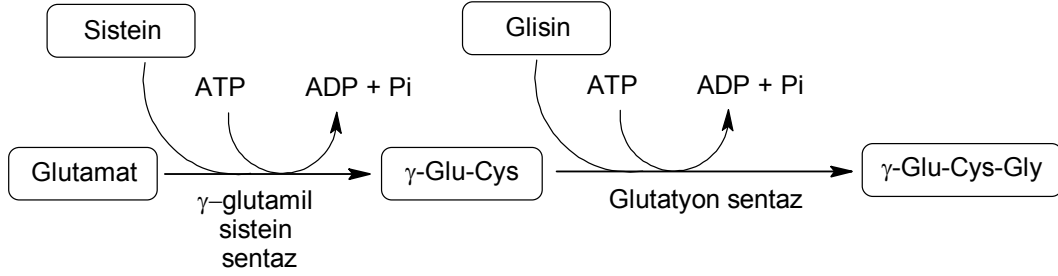 Sistein
Glisin
ATP
ADP + Pi
ATP
ADP + Pi
Glutamat
γ-Glu-Cys
γ-Glu-Cys-Gly
γ–glutamil
sistein
sentaz
Glutatyon sentaz